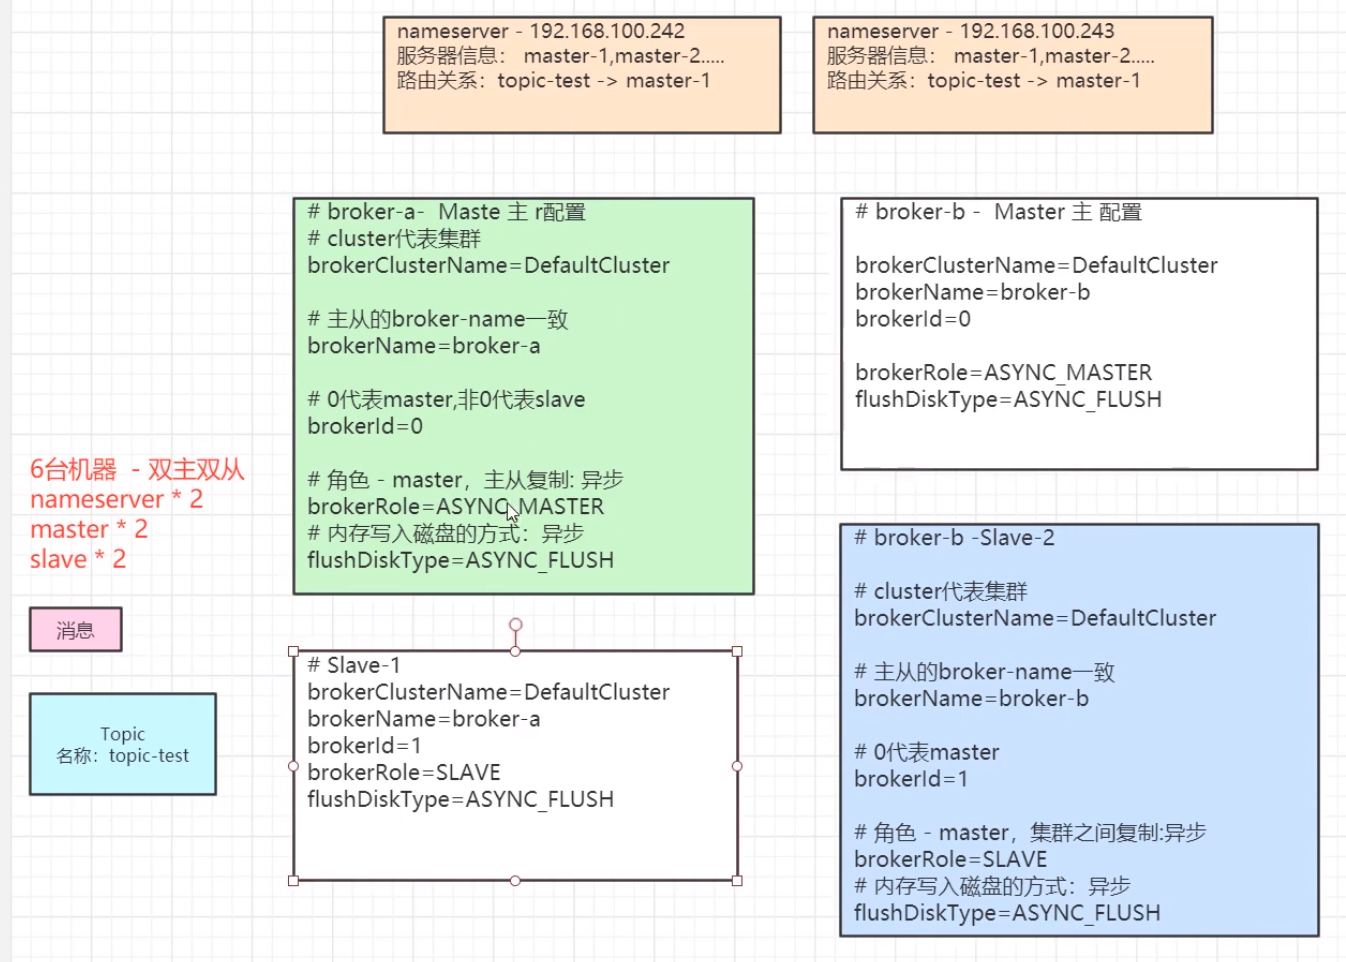 nameserver - 192.168.100.242
服务器信息： master-1,master-2.....
路由关系：topic-test -> master-1
nameserver - 192.168.100.243
服务器信息： master-1,master-2.....
路由关系：topic-test -> master-1
# broker-a- Maste 主 r配置
# cluster代表集群
brokerClusterName=DefaultCluster
# 主从的broker-name一致
brokerName=broker-a
# 0代表master,非0代表slave
brokerId=0
# 角色 - master，主从复制: 异步
brokerRole=ASYNC_MASTER
# 内存写入磁盘的方式：异步
flushDiskType=ASYNC_FLUSH
# broker-b - Master 主 配置
brokerClusterName=DefaultCluster
brokerName=broker-b
brokerId=0
brokerRole=ASYNC_MASTER
flushDiskType=ASYNC_FLUSH
6台机器 - 双主双从
nameserver * 2
master * 2
slave * 2
消息
Topic
名称：topic-test
# Slave-1
brokerClusterName=DefaultCluster
brokerName=broker-a
brokerId=1
brokerRole=SLAVE
flushDiskType=ASYNC_FLUSH
# broker-b -Slave-2
# cluster代表集群
brokerClusterName=DefaultCluster
# 主从的broker-name一致
brokerName=broker-b
# 0代表master
brokerId=1
# 角色 - master，集群之间复制:异步
brokerRole=SLAVE
# 内存写入磁盘的方式：异步
flushDiskType=ASYNC_FLUSH